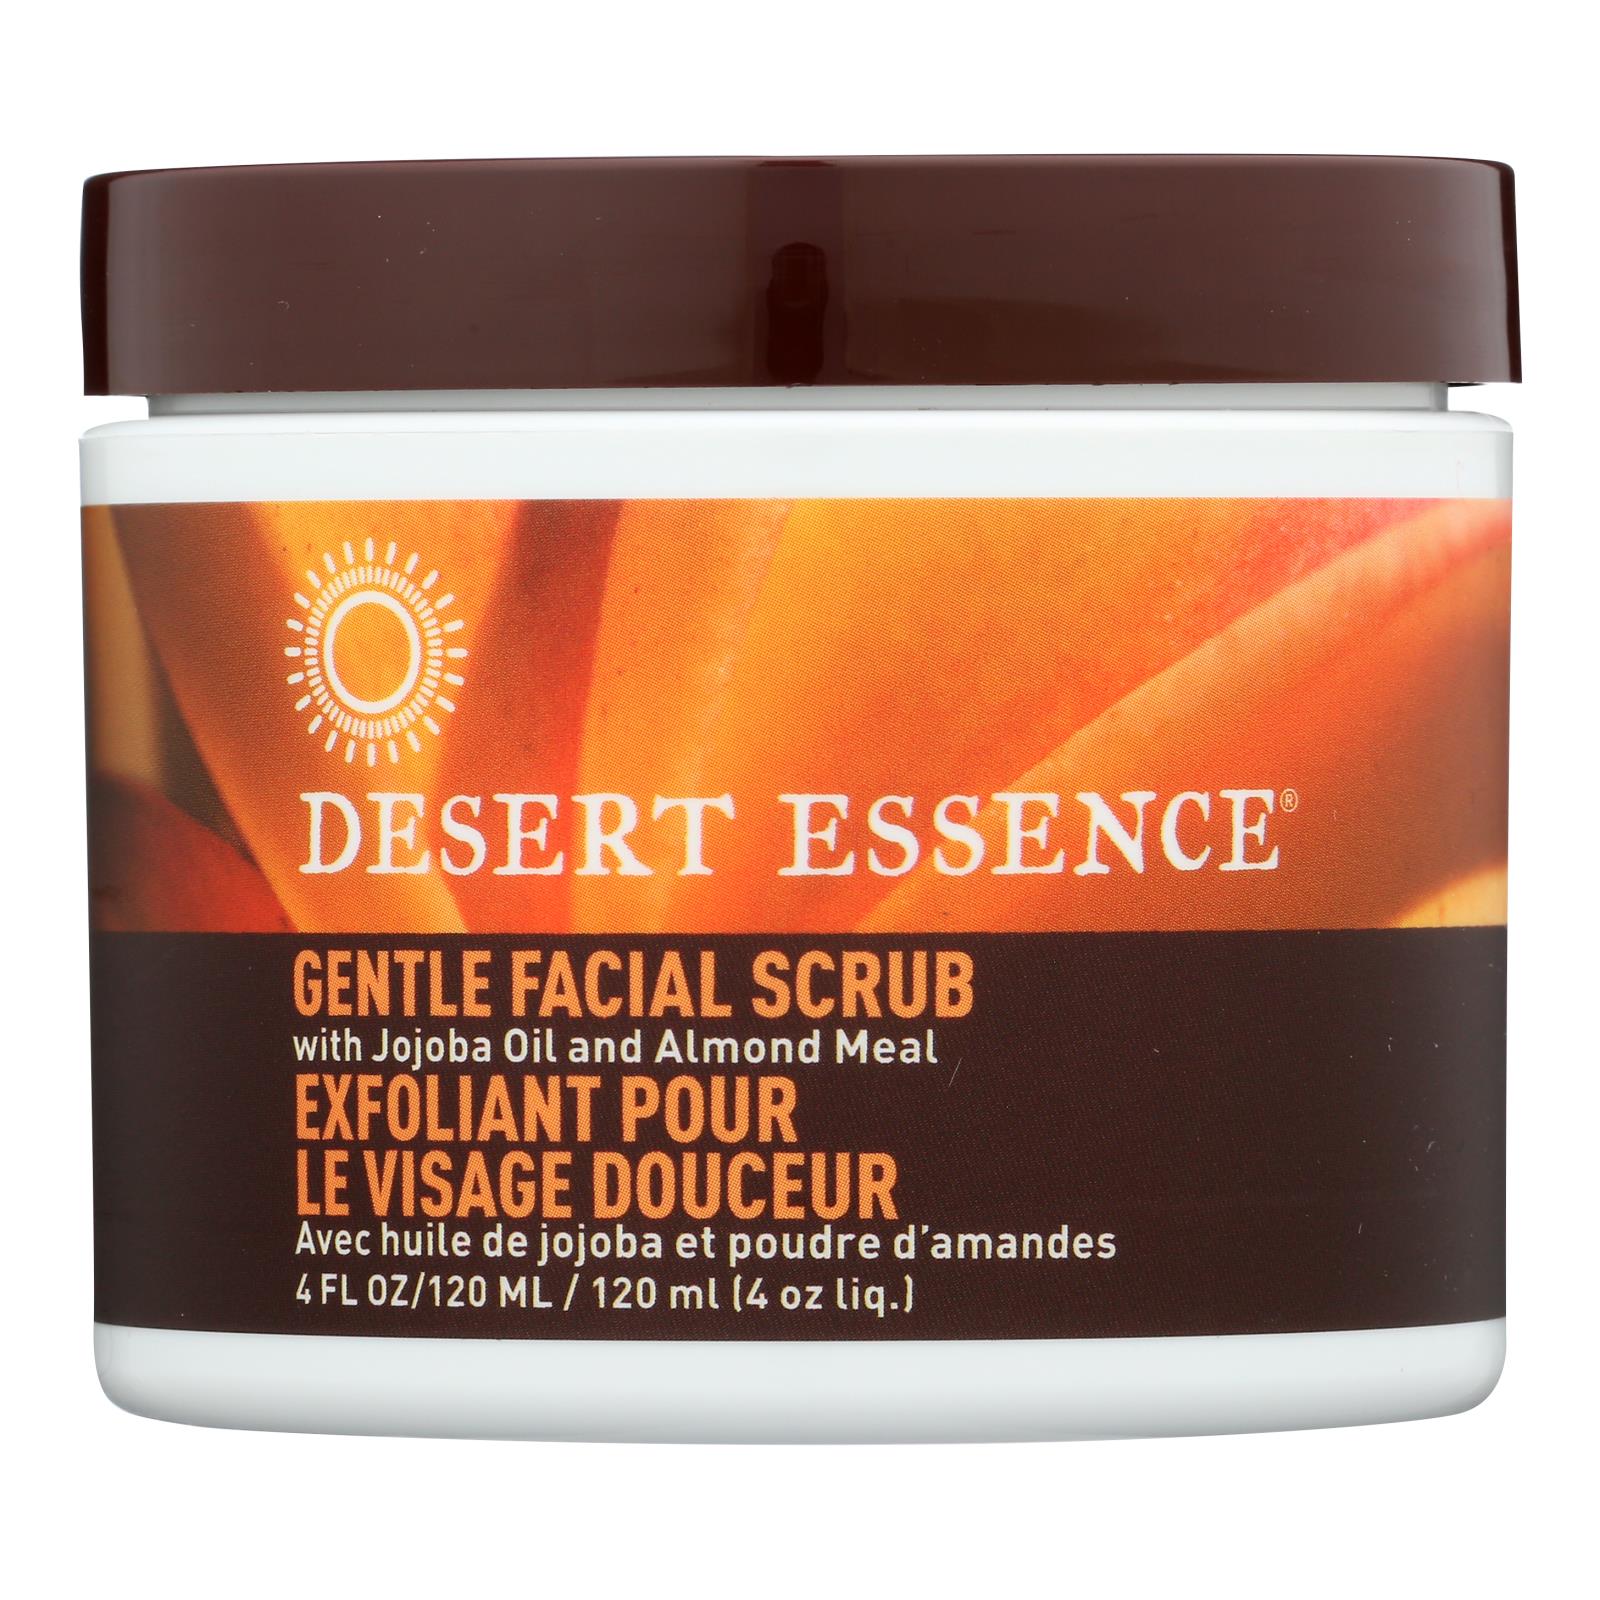 DESERT ESSENCE®
GENTLE FACIAL SCRUB
with Jojoba Oil and Almond Meal
EXFOLIANT POUR
LE VISAGE DOUCEUR
Avec huile de jojoba et poudre d'amandes
4 FL OZ/120 ML / 120 ml (4 oz liq.)